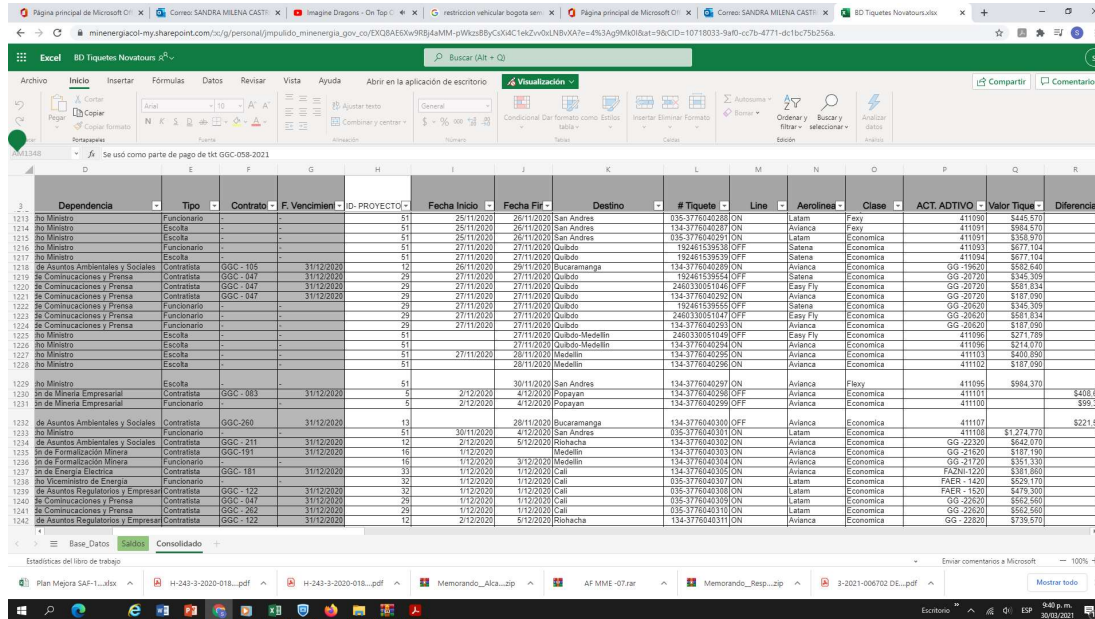 Página principal de Microsoft Of
Correo: SANDRA MILENA CASTR
Imagine Dragons - On Top O
restriccion vehicular bogota sem
Página principal de Microsoft Of
Correo: SANDRA MILENA CASTR
BD Tiquetes Novatours.xlsx
Excel BD Tiquetes Novatours
Buscar (Alt + Q)
Archivo Inicio Insertar Fórmulas Datos Revisar Vista Ayuda Abrir en la aplicación de escritorio Visualización Compartir Comentario
Pegar Cortar Copiar Copiar formato Arial 10 Ajustar texto Combinar y centrar General Condicional Dar formato como tabla Estilos Insertar Eliminar Formato Autosuma Borrar Ordenar y filtrar Buscar y seleccionar Analizar datos
Portapapeles Fuente Alineación Número Tablas Celdas Edición Análisis
AM1348 fx Se usó como parte de pago de tkt GGC-058-2021
D E F G H I J K L M N O P Q R
3 Dependencia Tipo Contrato F. Vencimien ID- PROYECTO Fecha Inicio Fecha Fir Destino # Tiquete Line Aerolinea Clase ACT. ADTIVO Valor Tique Diferencia
1213 ho Ministro Funcionario - - 51 25/11/2020 26/11/2020 San Andres 035-3776040288 ON Latam Fexy 411090 $445,570
1214 ho Ministro Escolta - - 51 25/11/2020 26/11/2020 San Andres 134-3776040287 ON Avianca Fexy 411091 $984,570
1215 ho Ministro Escolta - - 51 25/11/2020 26/11/2020 San Andres 035-3776040291 ON Latam Economica 411091 $358,970
1216 ho Ministro Funcionario - - 51 27/11/2020 27/11/2020 Quibdo 192461539538 OFF Satena Economica 411093 $677,104
1217 ho Ministro Escolta - - 51 27/11/2020 27/11/2020 Quibdo 192461539539 OFF Satena Economica 411094 $677,104
1218 de Asuntos Ambientales y Sociales Contratista GGC - 105 31/12/2020 12 26/11/2020 29/11/2020 Bucaramanga 134-3776040289 ON Avianca Economica GG -19620 $582,640
1219 de Cominucaciones y Prensa Contratista GGC - 047 31/12/2020 29 27/11/2020 27/11/2020 Quibdo 192461539554 OFF Satena Economica GG -20720 $345,309
1220 de Cominucaciones y Prensa Contratista GGC - 047 31/12/2020 29 27/11/2020 27/11/2020 Quibdo 2460330051046 OFF Easy Fly Economica GG -20720 $581,834
1221 de Cominucaciones y Prensa Contratista GGC - 047 31/12/2020 29 27/11/2020 27/11/2020 Quibdo 134-3776040292 ON Avianca Economica GG -20720 $187,090
1222 de Cominucaciones y Prensa Funcionario - - 29 27/11/2020 27/11/2020 Quibdo 192461539555 OFF Satena Economica GG -20620 $345,309
1223 de Cominucaciones y Prensa Funcionario - - 29 27/11/2020 27/11/2020 Quibdo 2460330051047 OFF Easy Fly Economica GG -20620 $581,834
1224 de Cominucaciones y Prensa Funcionario - - 29 27/11/2020 27/11/2020 Quibdo 134-3776040293 ON Avianca Economica GG -20620 $187,090
1225 ho Ministro Escolta - - 51 27/11/2020 Quibdo-Medellin 2460330051049 OFF Easy Fly Economica 411096 $271,789
1226 ho Ministro Escolta - - 51 27/11/2020 Quibdo-Medellin 134-3776040294 ON Avianca Economica 411096 $214,070
1227 ho Ministro Escolta - - 51 27/11/2020 28/11/2020 Medellin 134-3776040295 ON Avianca Economica 411103 $400,890
1228 ho Ministro Escolta - - 51 28/11/2020 Medellin 134-3776040296 ON Avianca Economica 411102 $187,090
1229 ho Ministro Escolta - - 51 30/11/2020 San Andres 134-3776040297 ON Avianca Flexy 411095 $984,370
1230 ón de Mineria Empresarial Contratista GGC - 083 31/12/2020 5 2/12/2020 4/12/2020 Popayan 134-3776040298 OFF Avianca Economica 411101 $408,6
1231 ón de Mineria Empresarial Funcionario - - 5 2/12/2020 4/12/2020 Popayan 134-3776040299 OFF Avianca Economica 411100 $99,3
1232 de Asuntos Ambientales y Sociales Contratista GGC-260 31/12/2020 13 28/11/2020 Bucaramanga 134-3776040300 OFF Avianca Economica 411107 $221,5
1233 ho Ministro Funcionario - - 51 30/11/2020 4/12/2020 San Andres 035-3776040301 ON Latam Economica 411108 $1,274,770
1234 de Asuntos Ambientales y Sociales Contratista GGC - 211 31/12/2020 12 2/12/2020 5/12/2020 Riohacha 134-3776040302 ON Avianca Economica GG -22320 $642,070
1235 ón de Formalización Minera Contratista GGC-191 31/12/2020 16 1/12/2020 Medellin 134-3776040303 ON Avianca Economica GG -21620 $187,190
1236 ón de Formalización Minera Funcionario - - 16 1/12/2020 3/12/2020 Medellin 134-3776040304 ON Avianca Economica GG -21720 $351,330
1237 ón de Energía Electrica Contratista GGC- 181 31/12/2020 33 1/12/2020 1/12/2020 Cali 134-3776040305 ON Avianca Economica FAZNI-1220 $381,860
1238 ho Viceministro de Energia Funcionario - - 32 1/12/2020 1/12/2020 Cali 035-3776040307 ON Latam Economica FAER - 1420 $529,170
1239 de Asuntos Regulatorios y Empresar Contratista GGC - 122 31/12/2020 32 1/12/2020 1/12/2020 Cali 035-3776040308 ON Latam Economica FAER - 1520 $479,300
1240 de Cominucaciones y Prensa Contratista GGC - 047 31/12/2020 29 1/12/2020 1/12/2020 Cali 035-3776040309 ON Latam Economica GG -22620 $562,560
1241 de Cominucaciones y Prensa Contratista GGC - 262 31/12/2020 29 1/12/2020 1/12/2020 Cali 035-3776040310 ON Latam Economica GG -22620 $562,560
1242 de Asuntos Regulatorios y Empresar Contratista GGC - 122 31/12/2020 12 2/12/2020 5/12/2020 Riohacha 134-3776040311 ON Avianca Economica GG - 22820 $739,570
Base_Datos Saldos Consolidado
Estadísticas del libro de trabajo Enviar comentarios a Microsoft 100%
Plan Mejora SAF-1....xlsx H-243-3-2020-018....pdf H-243-3-2020-018....pdf Memorando__Alca....zip AF MME -07.rar Memorando__Resp....zip 3-2021-006702 DE....pdf Mostrar todo
Escritorio ESP 9:40 p. m.
30/03/2021